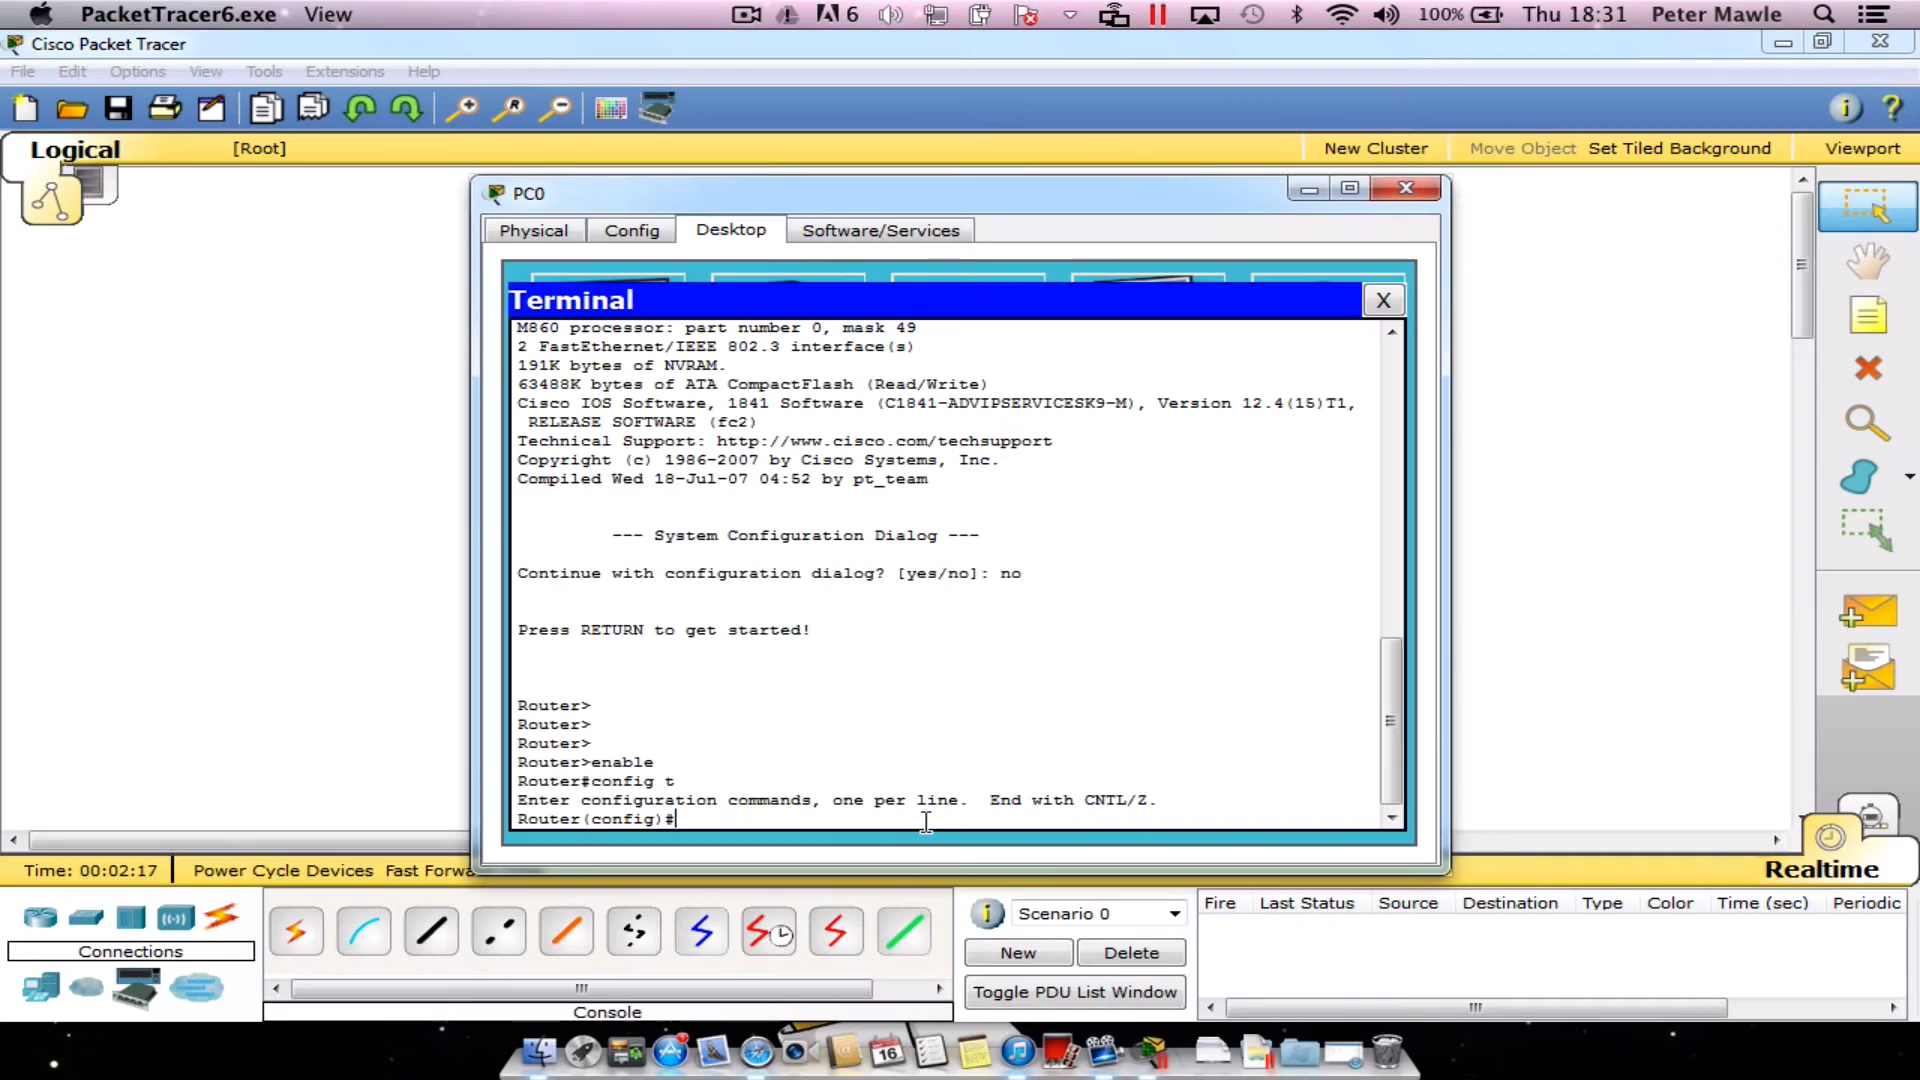 PacketTracer6.exe View 6 100% Thu 18:31 Peter Mawle
Cisco Packet Tracer
File Edit Options View Tools Extensions Help
Logical [Root] New Cluster Move Object Set Tiled Background Viewport
PC0
Physical Config Desktop Software/Services
Terminal X
M860 processor: part number 0, mask 49
2 FastEthernet/IEEE 802.3 interface(s)
191K bytes of NVRAM.
63488K bytes of ATA CompactFlash (Read/Write)
Cisco IOS Software, 1841 Software (C1841-ADVIPSERVICESK9-M), Version 12.4(15)T1,
RELEASE SOFTWARE (fc2)
Technical Support: http://www.cisco.com/techsupport
Copyright (c) 1986-2007 by Cisco Systems, Inc.
Compiled Wed 18-Jul-07 04:52 by pt_team
--- System Configuration Dialog ---
Continue with configuration dialog? [yes/no]: no
Press RETURN to get started!
Router>
Router>
Router>
Router>enable
Router#config t
Enter configuration commands, one per line. End with CNTL/Z.
Router(config)#
Time: 00:02:17 Power Cycle Devices Fast Forw
Realtime
Connections
Console
Scenario 0
New Delete
Toggle PDU List Window
Fire Last Status Source Destination Type Color Time (sec) Periodic
16